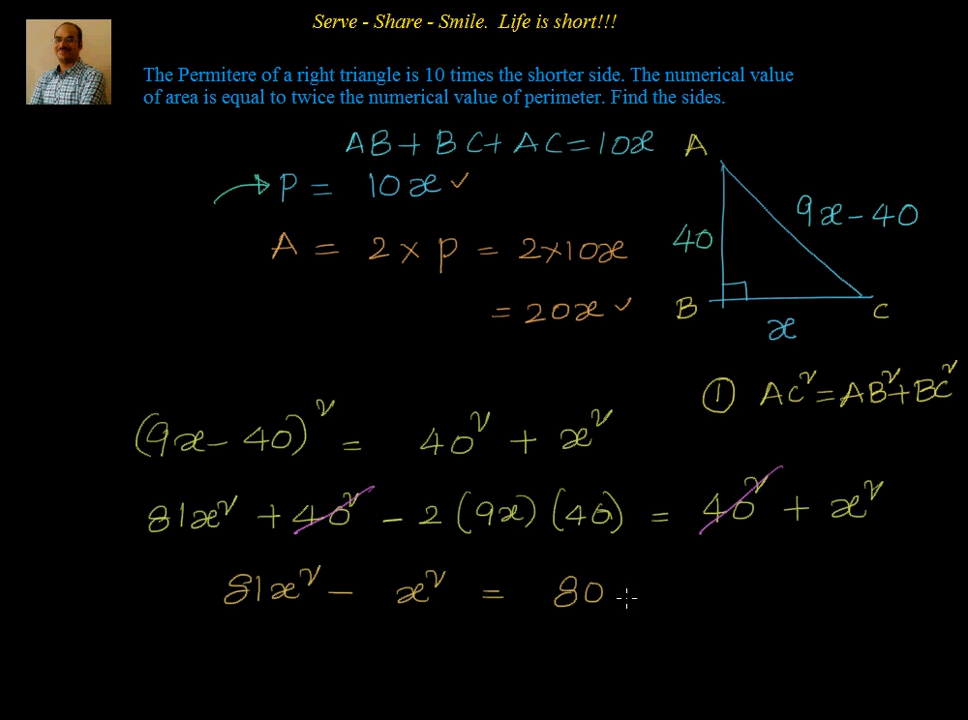 Serve - Share - Smile. Life is short!!!
The Permitere of a right triangle is 10 times the shorter side. The numerical value
of area is equal to twice the numerical value of perimeter. Find the sides.
AB + BC + AC = 10x
P = 10x ✓
A = 2 × P = 2×10x
= 20x ✓
A
9x - 40
40
B
C
x
① AC² = AB² + BC²
(9x - 40)² = 40² + x²
81x² + 40² - 2 (9x) (40) = 40² + x²
81x² - x² = 80